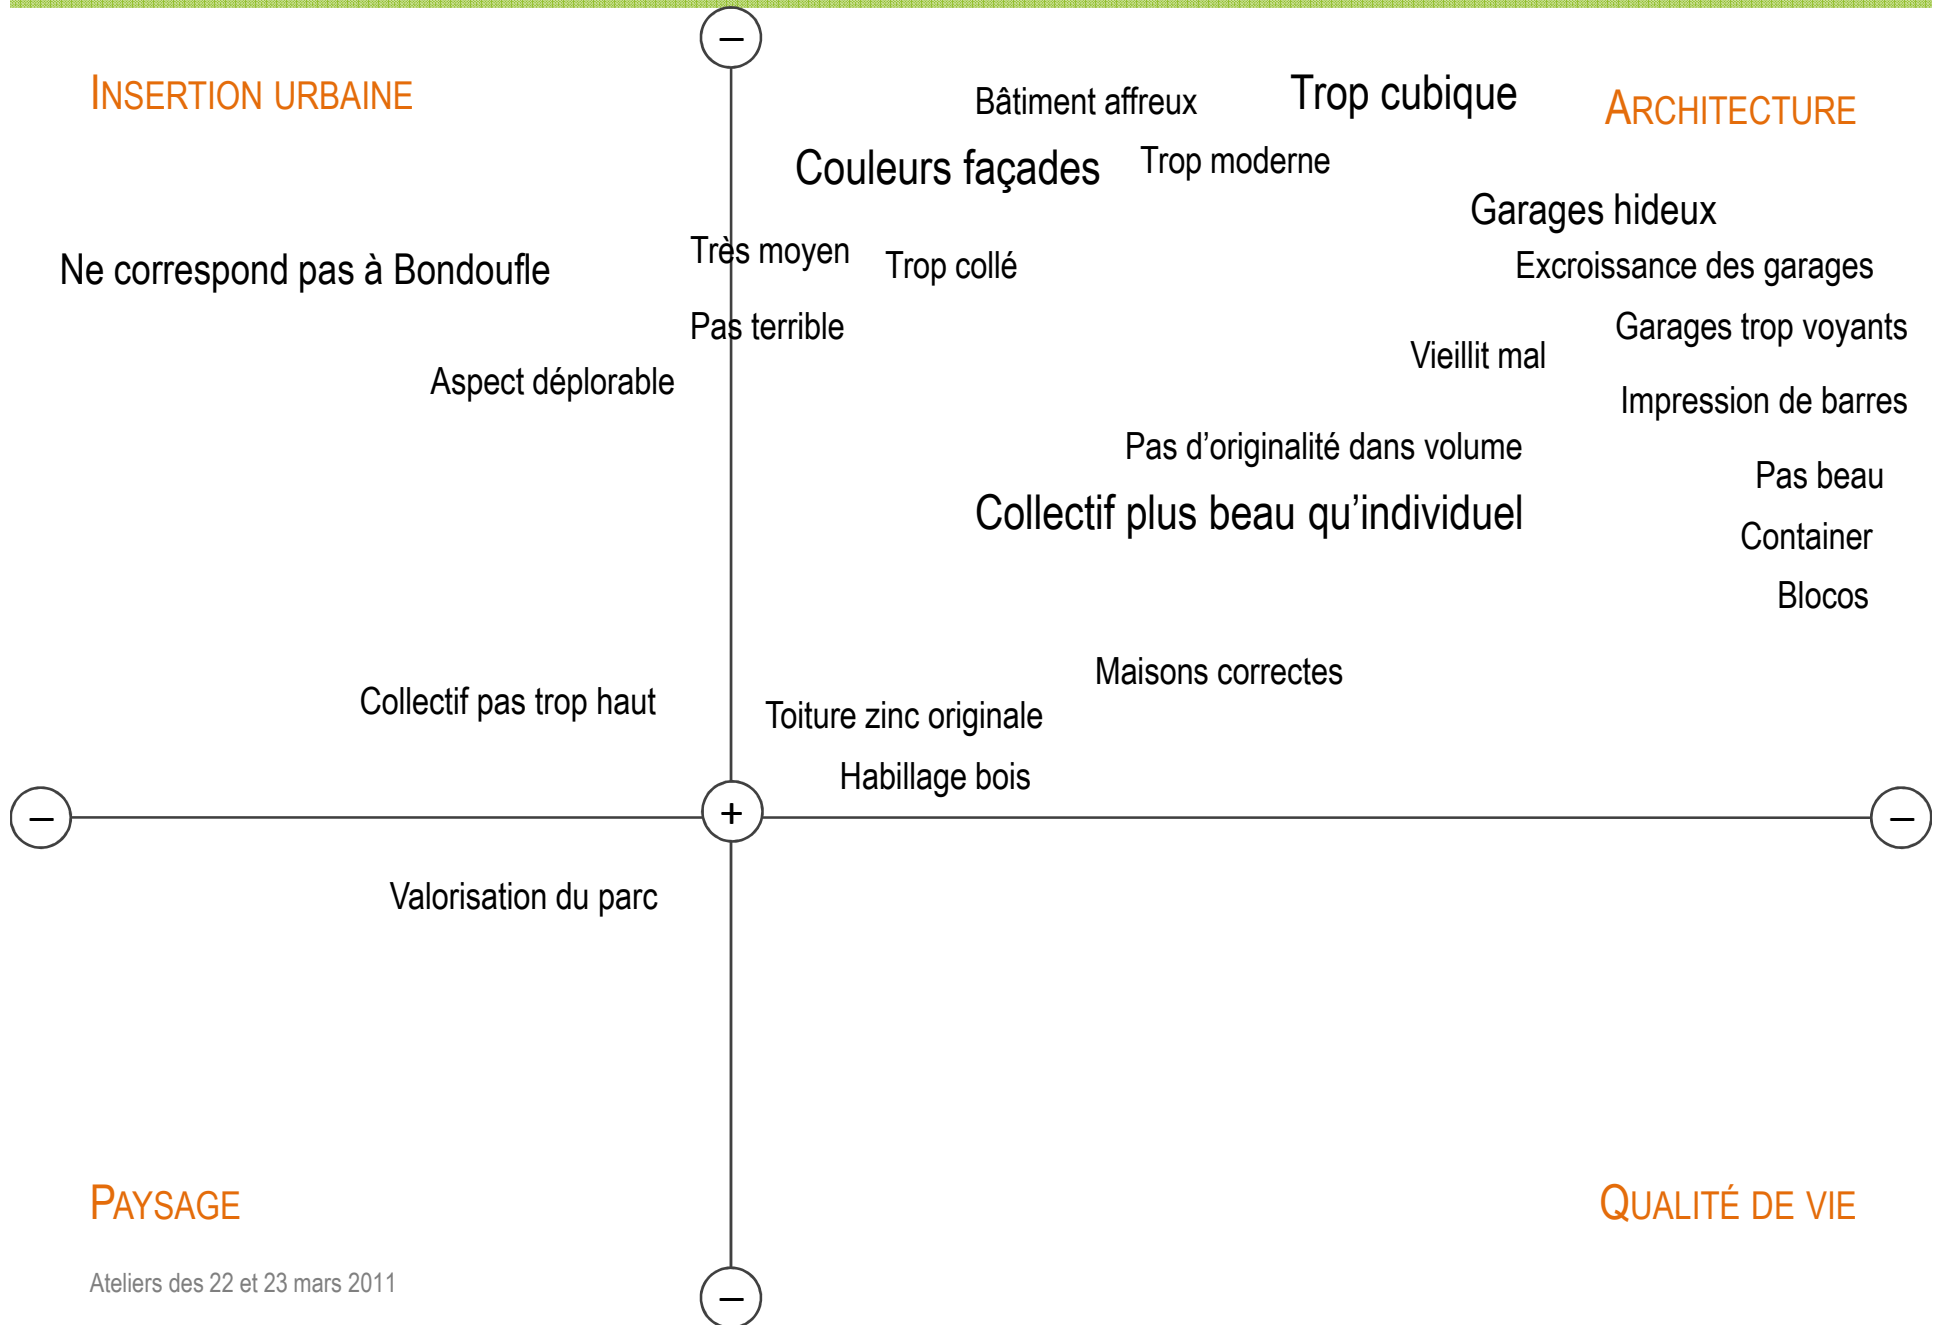 –
INSERTION URBAINE
Bâtiment affreux
Trop cubique
ARCHITECTURE
Couleurs façades
Trop moderne
Garages hideux
Ne correspond pas à Bondoufle
Très moyen
Trop collé
Excroissance des garages
Pas terrible
Garages trop voyants
Vieillit mal
Aspect déplorable
Impression de barres
Pas d’originalité dans volume
Pas beau
Collectif plus beau qu’individuel
Container
Blocos
Maisons correctes
Collectif pas trop haut
Toiture zinc originale
Habillage bois
–
+
–
Valorisation du parc
PAYSAGE
QUALITÉ DE VIE
Ateliers des 22 et 23 mars 2011
–